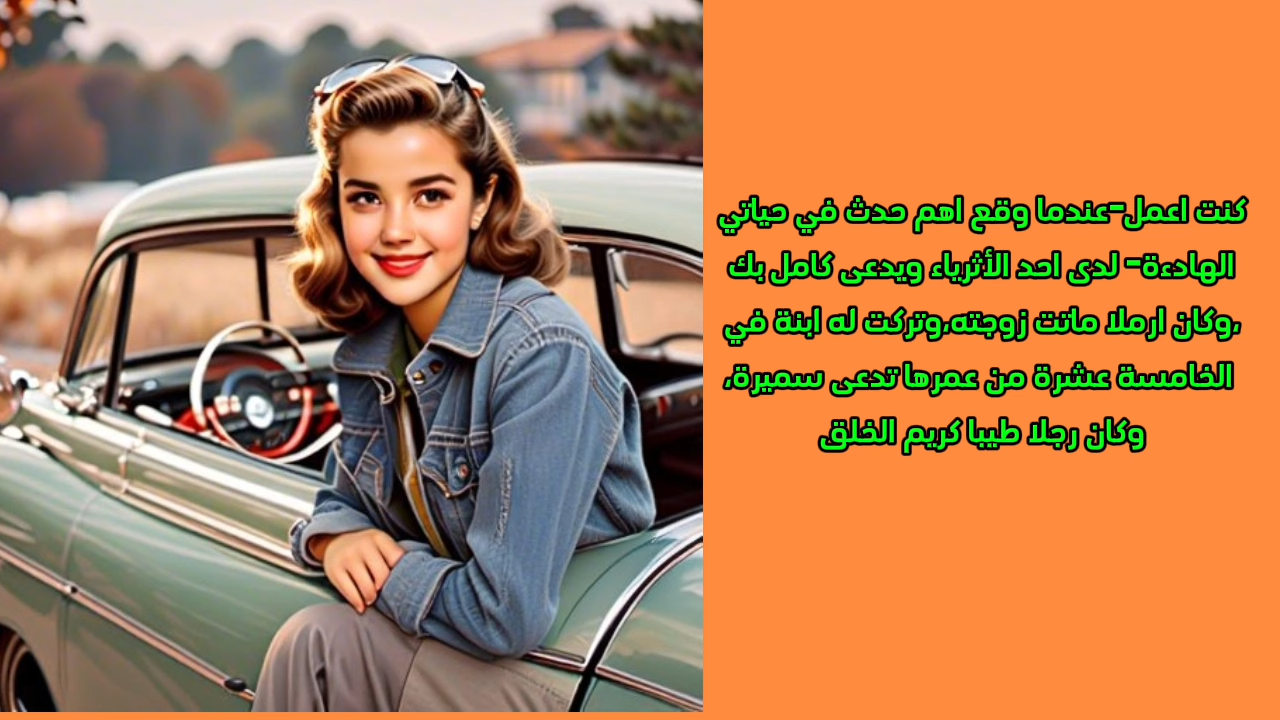 كنت اعمل-عندما وقع اهم حدث في حياتي
الهادءة- لدى احد الأثرياء ويدعى كامل بك
،وكان ارملا ماتت زوجته،وتركت له ابنة في
الخامسة عشرة من عمرها تدعى سميرة،
وكان رجلا طيبا كريم الخلق